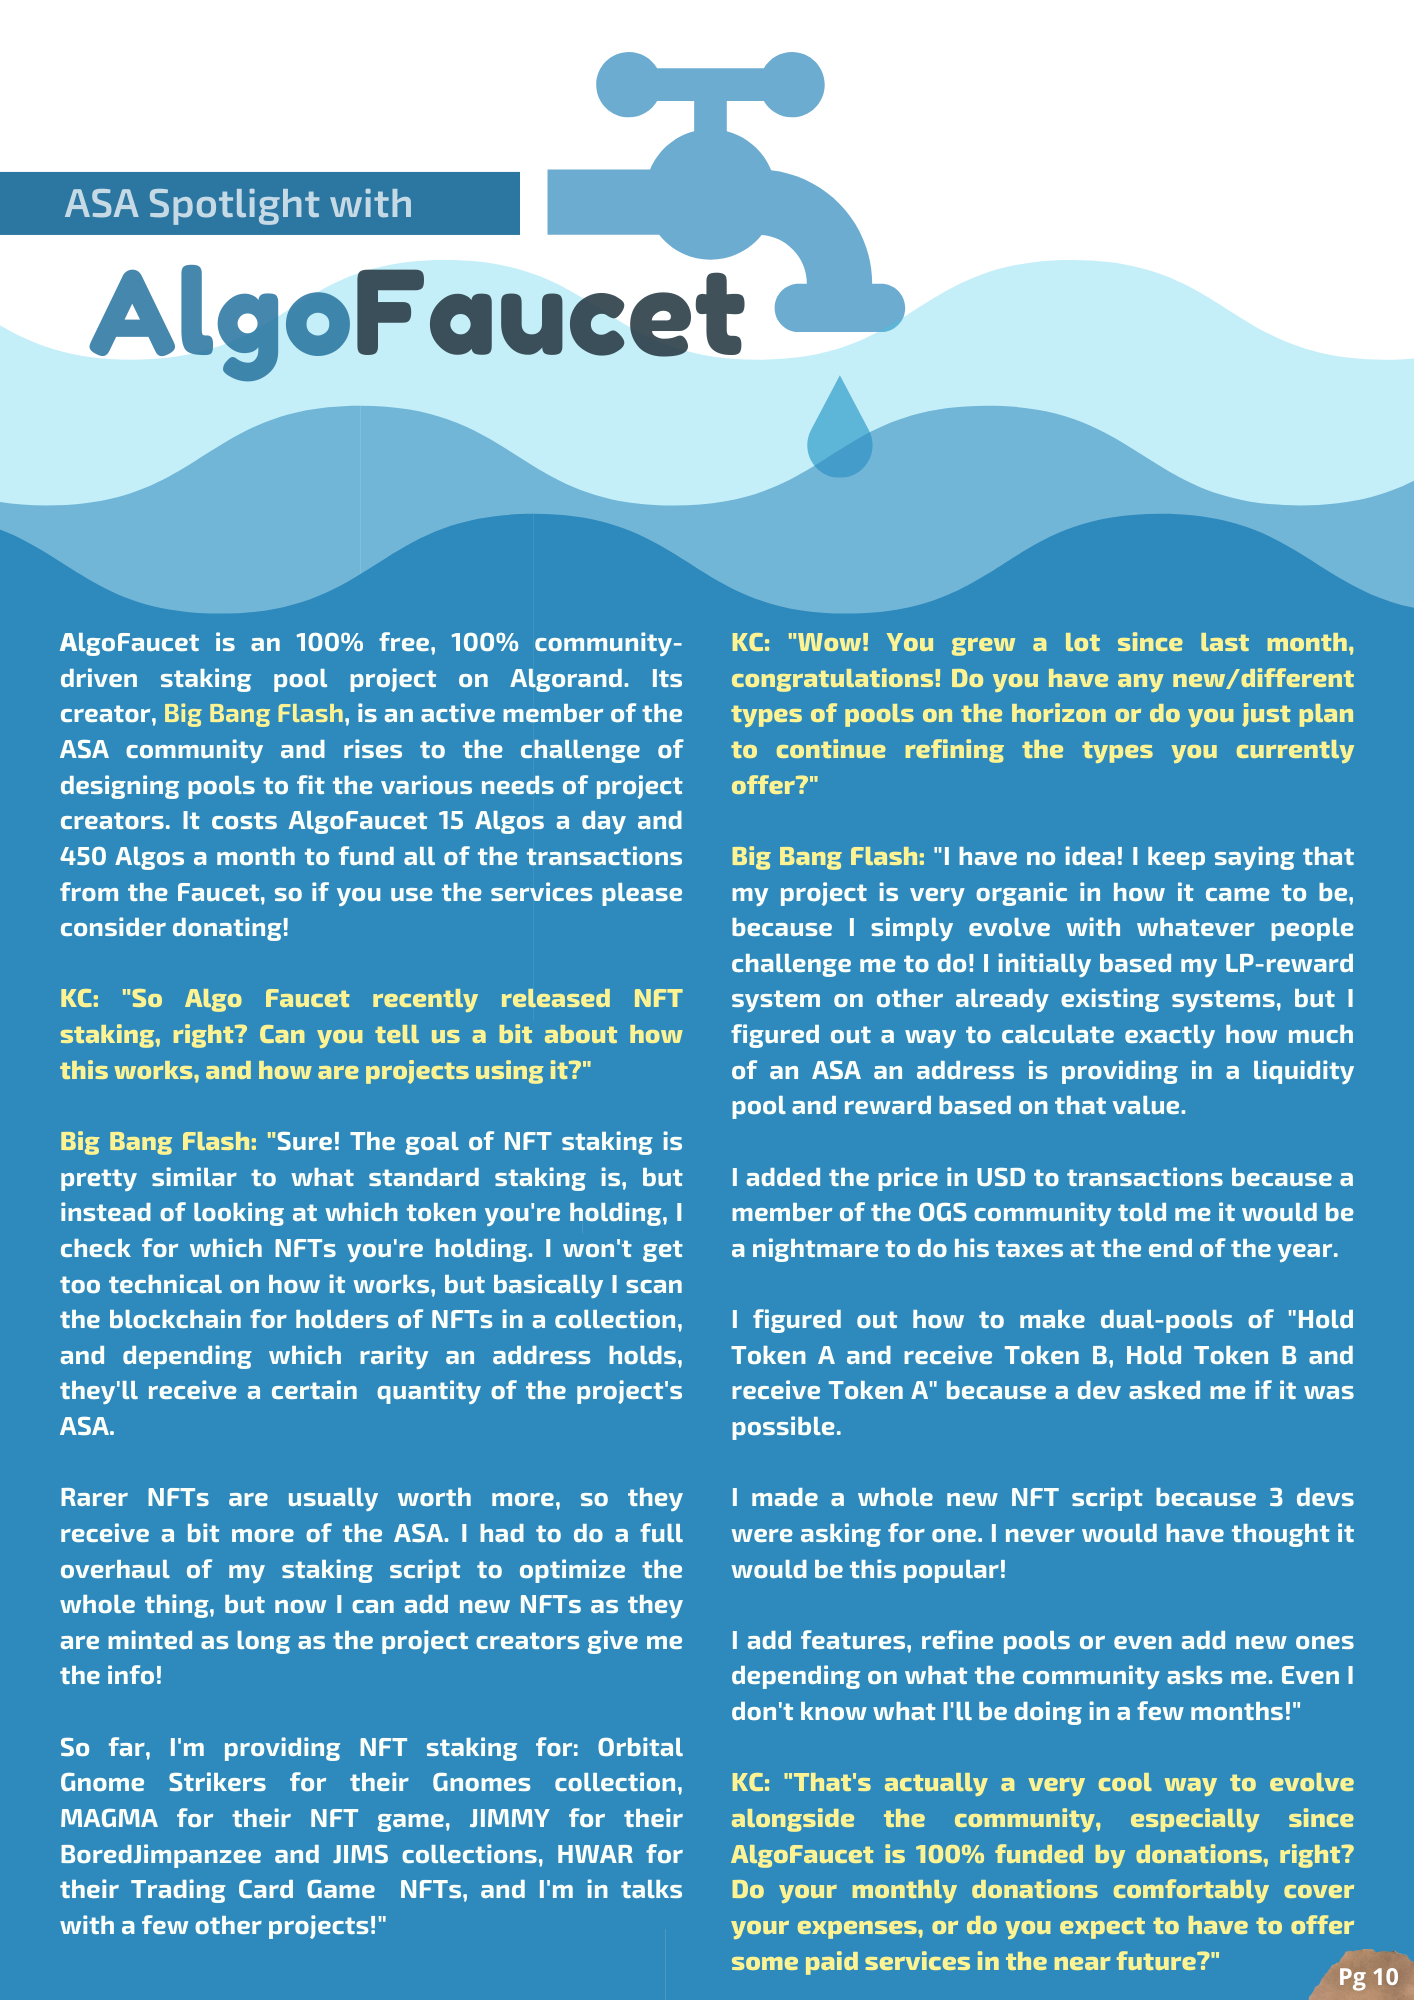 ASA Spotlight with
AlgoFaucet
AlgoFaucet is an 100% free, 100% community-
driven staking pool project on Algorand. Its
creator, Big Bang Flash, is an active member of the
ASA community and rises to the challenge of
designing pools to fit the various needs of project
creators. It costs AlgoFaucet 15 Algos a day and
450 Algos a month to fund all of the transactions
from the Faucet, so if you use the services please
consider donating!
KC: "So Algo Faucet recently released NFT
staking, right? Can you tell us a bit about how
this works, and how are projects using it?"
Big Bang Flash: "Sure! The goal of NFT staking is
pretty similar to what standard staking is, but
instead of looking at which token you're holding, I
check for which NFTs you're holding. I won't get
too technical on how it works, but basically I scan
the blockchain for holders of NFTs in a collection,
and depending which rarity an address holds,
they'll receive a certain quantity of the project's
ASA.
Rarer NFTs are usually worth more, so they
receive a bit more of the ASA. I had to do a full
overhaul of my staking script to optimize the
whole thing, but now I can add new NFTs as they
are minted as long as the project creators give me
the info!
So far, I'm providing NFT staking for: Orbital
Gnome Strikers for their Gnomes collection,
MAGMA for their NFT game, JIMMY for their
BoredJimpanzee and JIMS collections, HWAR for
their Trading Card Game NFTs, and I'm in talks
with a few other projects!"
KC: "Wow! You grew a lot since last month,
congratulations! Do you have any new/different
types of pools on the horizon or do you just plan
to continue refining the types you currently
offer?"
Big Bang Flash: "I have no idea! I keep saying that
my project is very organic in how it came to be,
because I simply evolve with whatever people
challenge me to do! I initially based my LP-reward
system on other already existing systems, but I
figured out a way to calculate exactly how much
of an ASA an address is providing in a liquidity
pool and reward based on that value.
I added the price in USD to transactions because a
member of the OGS community told me it would be
a nightmare to do his taxes at the end of the year.
I figured out how to make dual-pools of "Hold
Token A and receive Token B, Hold Token B and
receive Token A" because a dev asked me if it was
possible.
I made a whole new NFT script because 3 devs
were asking for one. I never would have thought it
would be this popular!
I add features, refine pools or even add new ones
depending on what the community asks me. Even I
don't know what I'll be doing in a few months!"
KC: "That's actually a very cool way to evolve
alongside the community, especially since
AlgoFaucet is 100% funded by donations, right?
Do your monthly donations comfortably cover
your expenses, or do you expect to have to offer
some paid services in the near future?"
Pg 10